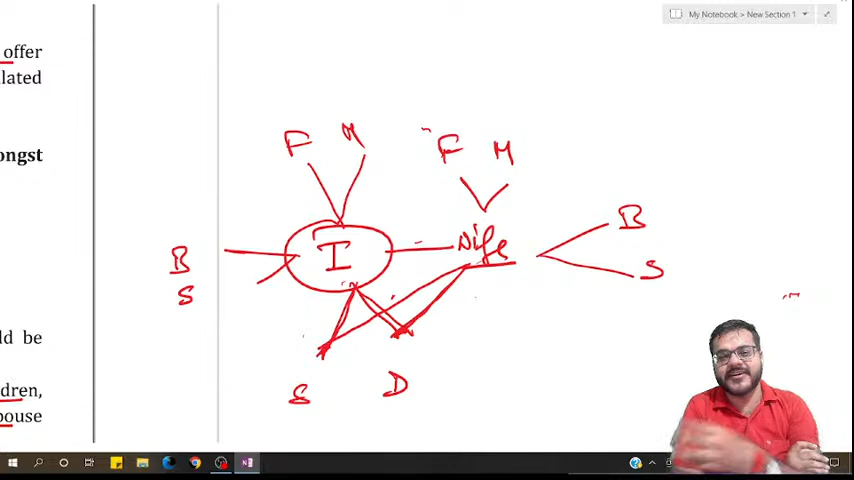 My Notebook > New Section 1
offer
lated
ongst
ld be
dren,
pouse
F M
F M
B
S
I
Wife
B
S
S D